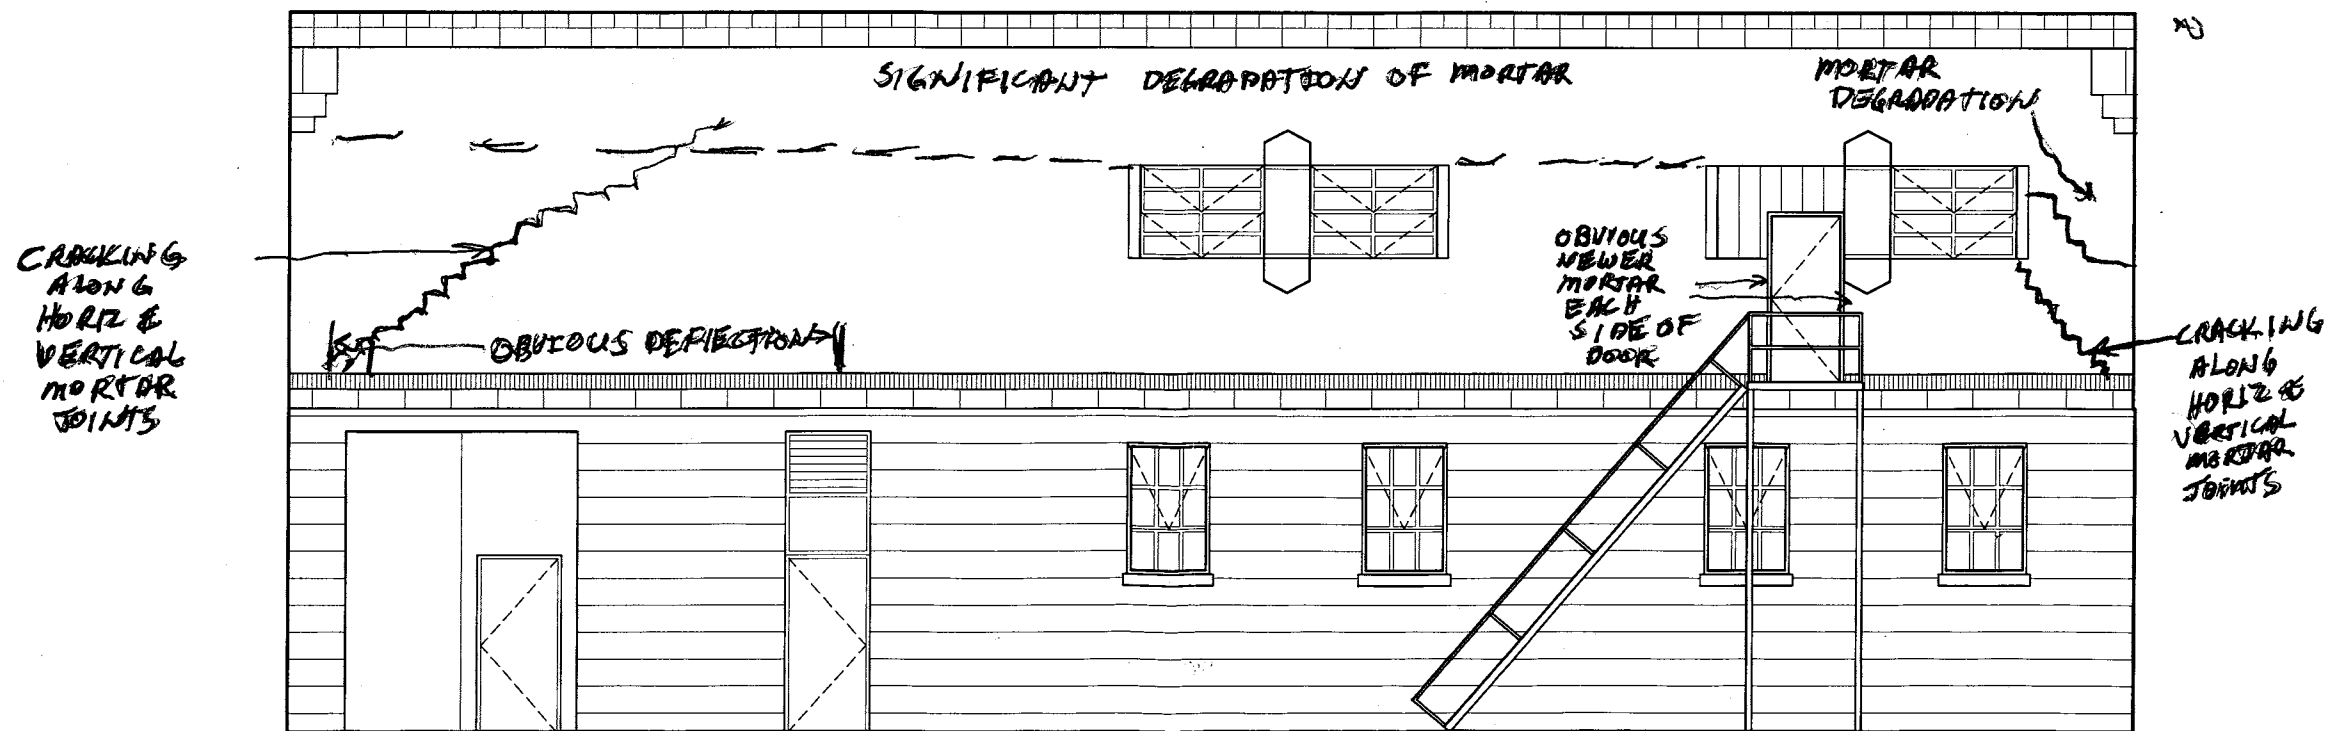 SIGNIFICANT DEGRADATION OF MORTAR
MORTAR
DEGRADATION
CRACKING
ALONG
HORIZ &
VERTICAL
MORTAR
JOINTS
OBVIOUS DEFLECTION
OBVIOUS
NEWER
MORTAR
EACH
SIDE OF
DOOR
CRACKING
ALONG
HORIZ &
VERTICAL
MORTAR
JOINTS